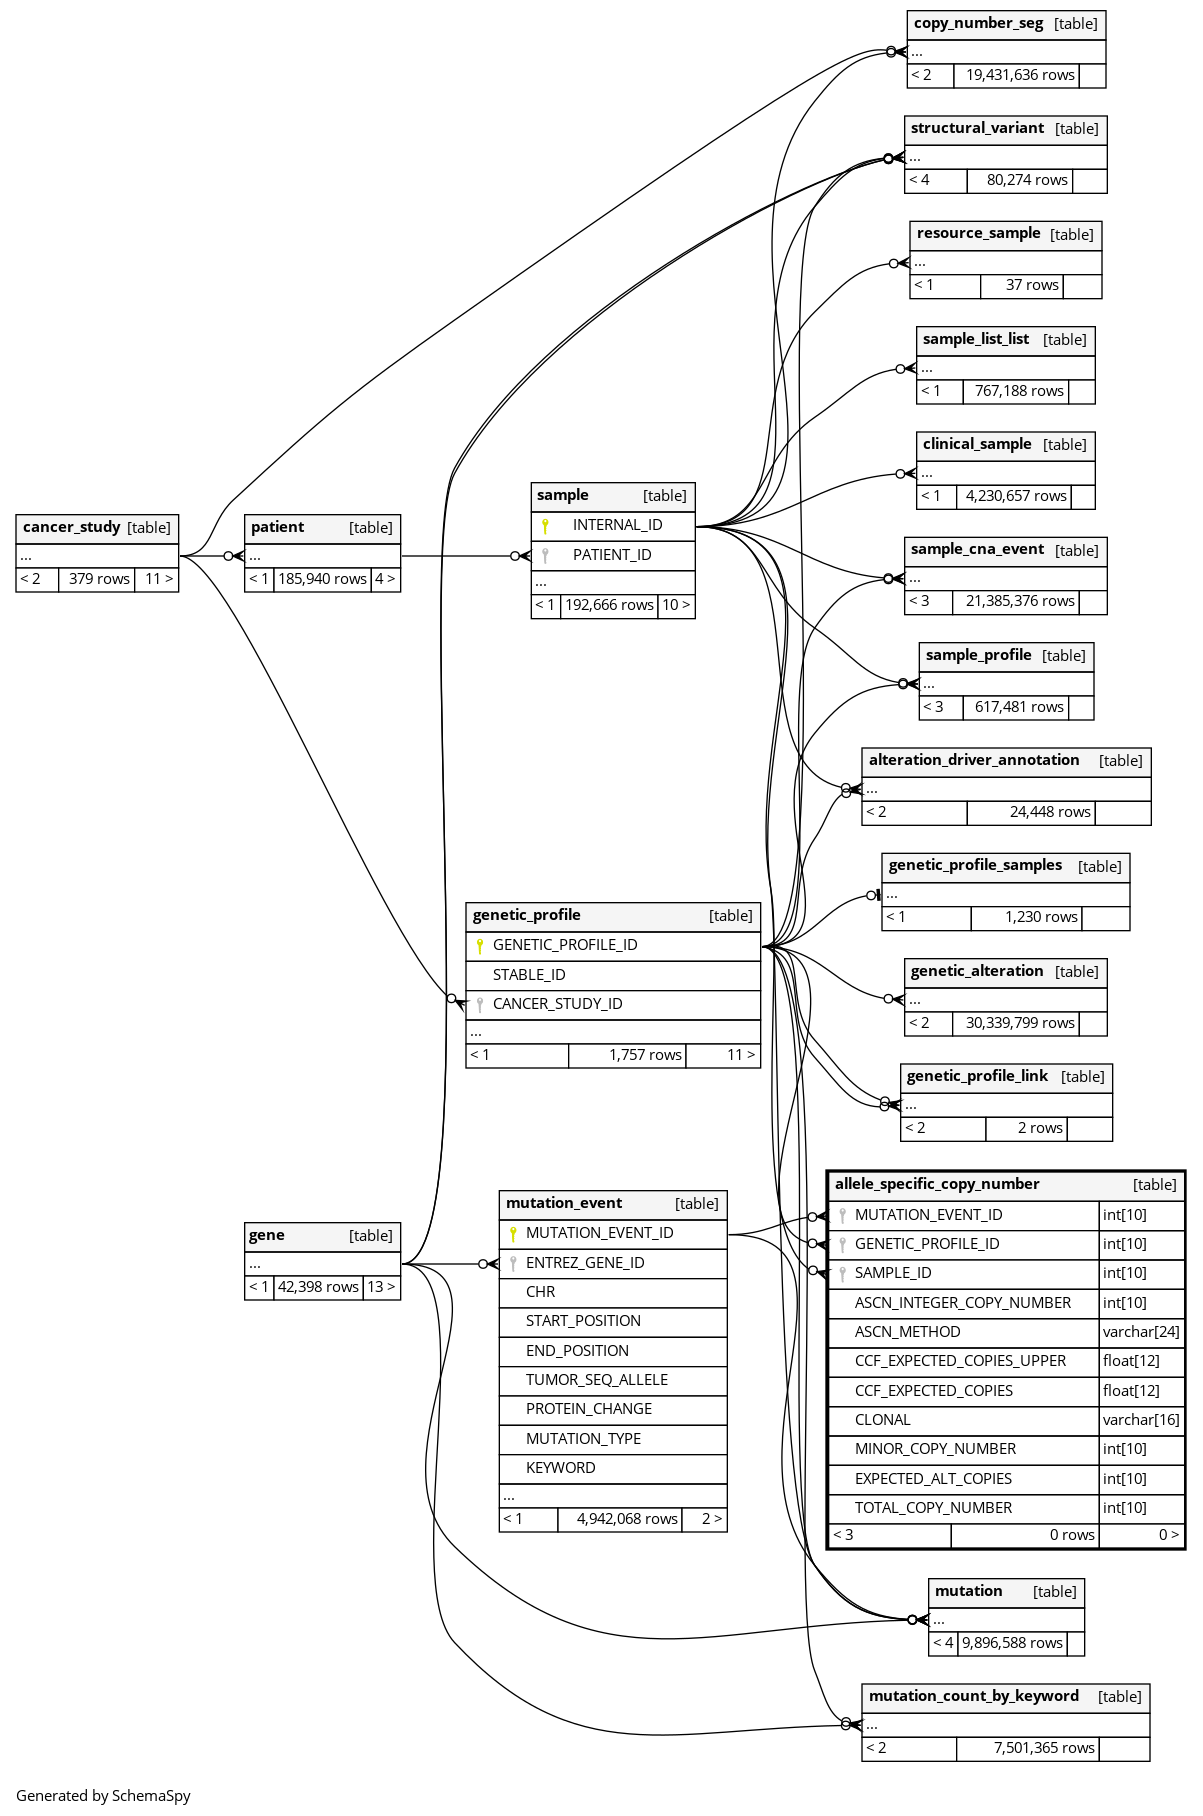 copy_number_seg [table]
...
< 2 19,431,636 rows
structural_variant [table]
...
< 4 80,274 rows
resource_sample [table]
...
< 1 37 rows
sample_list_list [table]
...
< 1 767,188 rows
clinical_sample [table]
...
< 1 4,230,657 rows
cancer_study [table]
...
< 2 379 rows 11 >
patient [table]
...
< 1 185,940 rows 4 >
sample [table]
INTERNAL_ID
PATIENT_ID
...
< 1 192,666 rows 10 >
sample_cna_event [table]
...
< 3 21,385,376 rows
sample_profile [table]
...
< 3 617,481 rows
alteration_driver_annotation [table]
...
< 2 24,448 rows
genetic_profile_samples [table]
...
< 1 1,230 rows
genetic_profile [table]
GENETIC_PROFILE_ID
STABLE_ID
CANCER_STUDY_ID
...
< 1 1,757 rows 11 >
genetic_alteration [table]
...
< 2 30,339,799 rows
genetic_profile_link [table]
...
< 2 2 rows
gene [table]
...
< 1 42,398 rows 13 >
mutation_event [table]
MUTATION_EVENT_ID
ENTREZ_GENE_ID
CHR
START_POSITION
END_POSITION
TUMOR_SEQ_ALLELE
PROTEIN_CHANGE
MUTATION_TYPE
KEYWORD
...
< 1 4,942,068 rows 2 >
allele_specific_copy_number [table]
MUTATION_EVENT_ID int[10]
GENETIC_PROFILE_ID int[10]
SAMPLE_ID int[10]
ASCN_INTEGER_COPY_NUMBER int[10]
ASCN_METHOD varchar[24]
CCF_EXPECTED_COPIES_UPPER float[12]
CCF_EXPECTED_COPIES float[12]
CLONAL varchar[16]
MINOR_COPY_NUMBER int[10]
EXPECTED_ALT_COPIES int[10]
TOTAL_COPY_NUMBER int[10]
< 3 0 rows 0 >
mutation [table]
...
< 4 9,896,588 rows
mutation_count_by_keyword [table]
...
< 2 7,501,365 rows
Generated by SchemaSpy